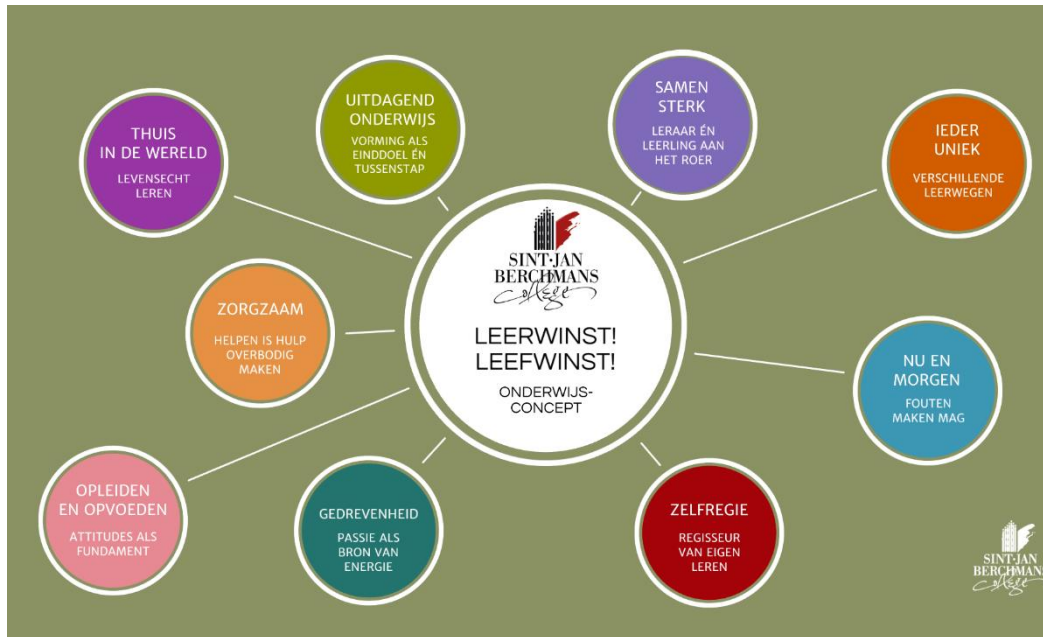 THUIS
IN DE WERELD
LEVENSECHT
LEREN
UITDAGEND
ONDERWIJS
VORMING ALS
EINDDOEL ÉN
TUSSENSTAP
SAMEN
STERK
LERAAR ÉN
LEERLING AAN
HET ROER
IEDER
UNIEK
VERSCHILLENDE
LEERWEGEN
SINT-JAN
BERCHMANS
College
LEERWINST!
LEEFWINST!
ONDERWIJS-
CONCEPT
ZORGZAAM
HELPEN IS HULP
OVERBODIG
MAKEN
NU EN
MORGEN
FOUTEN
MAKEN MAG
OPLEIDEN
EN OPVOEDEN
ATTITUDES ALS
FUNDAMENT
GEDREVENHEID
PASSIE ALS
BRON VAN
ENERGIE
ZELFREGIE
REGISSEUR
VAN EIGEN
LEREN
SINT-JAN
BERCHMANS
College